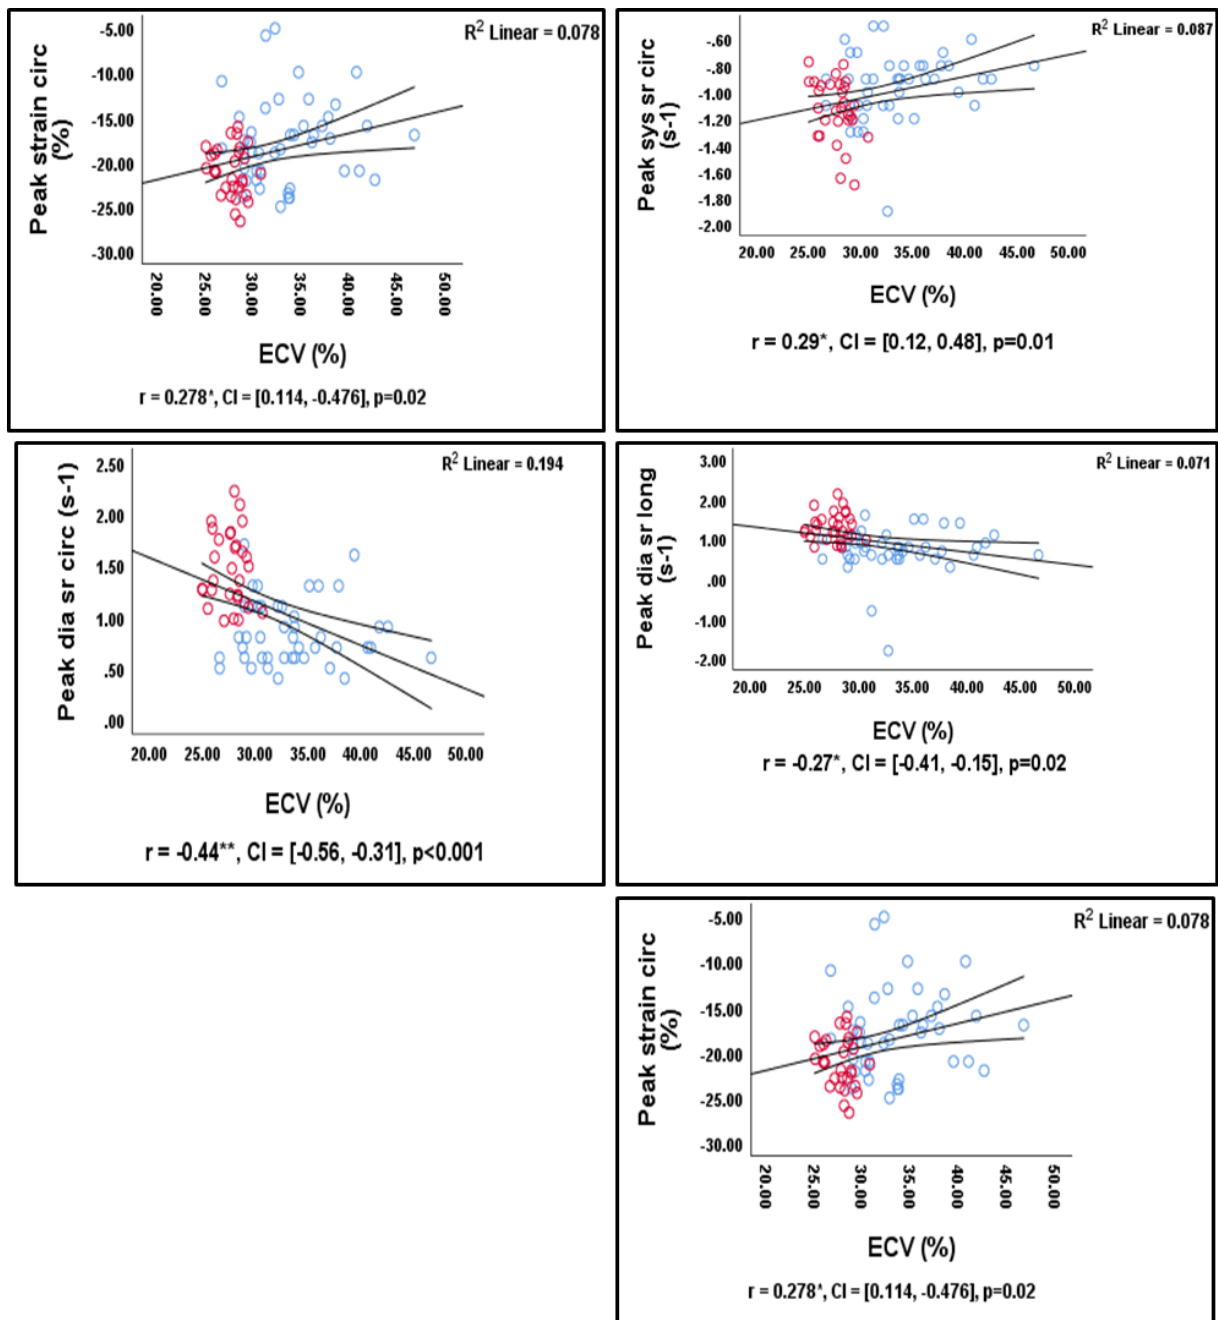 R2 Linear = 0.078
Peak strain circ
(%)
-5.00
-10.00
-15.00
-20.00
-25.00
-30.00
20.00 25.00 30.00 35.00 40.00 45.00 50.00
ECV (%)
r = 0.278*, CI = [0.114, -0.476], p=0.02
R2 Linear = 0.087
Peak sys sr circ
(s-1)
-.60
-.80
-1.00
-1.20
-1.40
-1.60
-1.80
-2.00
20.00 25.00 30.00 35.00 40.00 45.00 50.00
ECV (%)
r = 0.29*, CI = [0.12, 0.48], p=0.01
R2 Linear = 0.194
Peak dia sr circ (s-1)
2.50
2.00
1.50
1.00
.50
.00
20.00 25.00 30.00 35.00 40.00 45.00 50.00
ECV (%)
r = -0.44**, CI = [-0.56, -0.31], p<0.001
R2 Linear = 0.071
Peak dia sr long
(s-1)
3.00
2.00
1.00
.00
-1.00
-2.00
20.00 25.00 30.00 35.00 40.00 45.00 50.00
ECV (%)
r = -0.27*, CI = [-0.41, -0.15], p=0.02
R2 Linear = 0.078
Peak strain circ
(%)
-5.00
-10.00
-15.00
-20.00
-25.00
-30.00
20.00 25.00 30.00 35.00 40.00 45.00 50.00
ECV (%)
r = 0.278*, CI = [0.114, -0.476], p=0.02